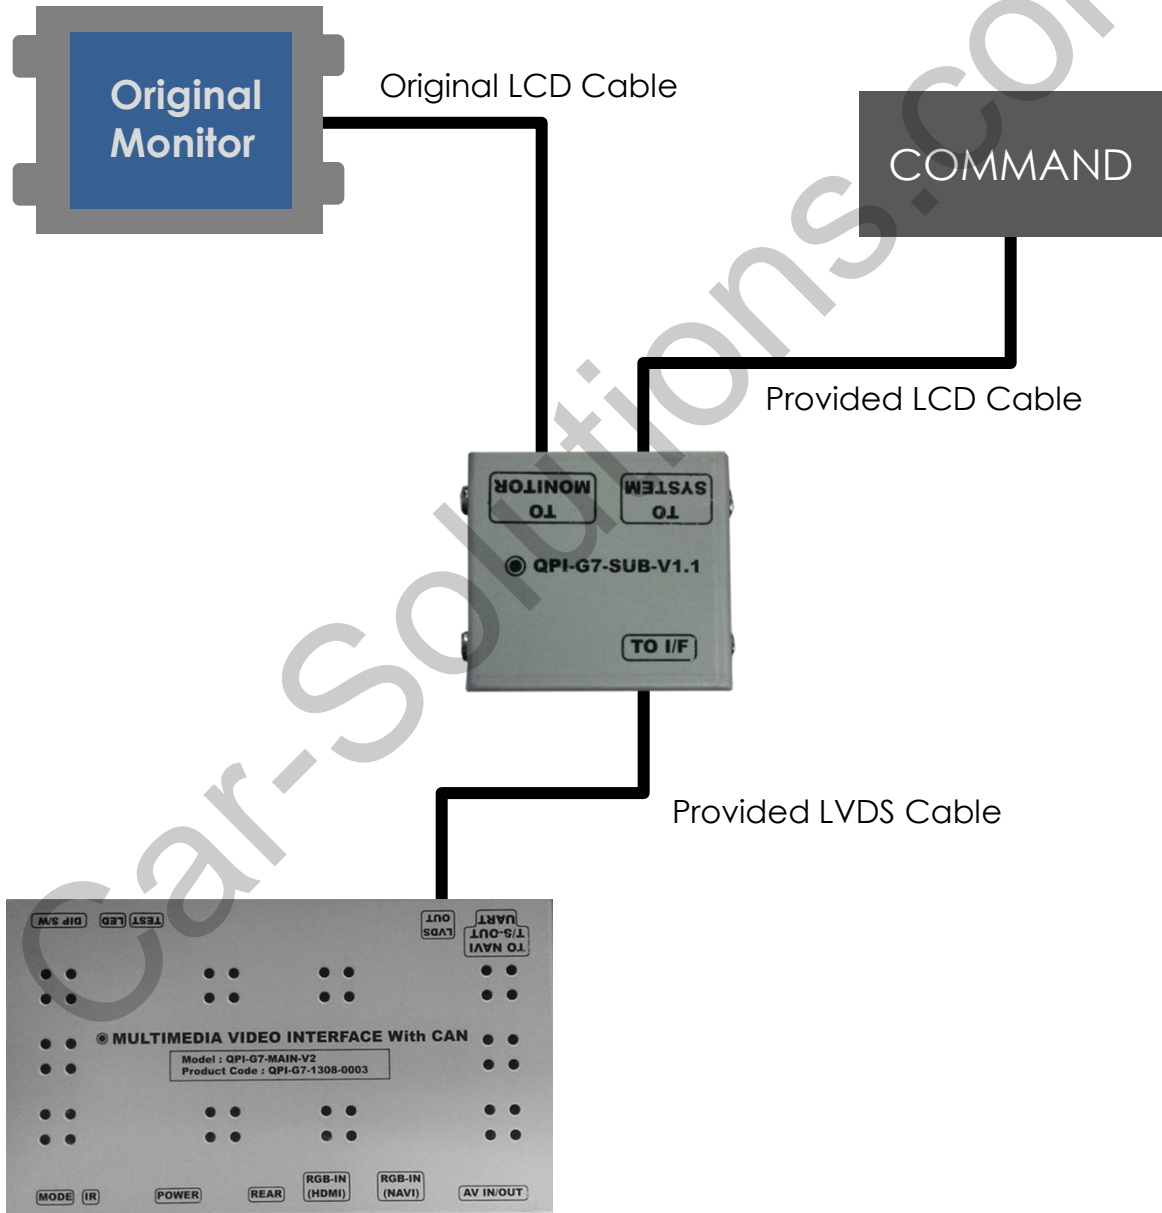 Original
Monitor
Original LCD Cable
COMMAND
Provided LCD Cable
TO
MONITOR
TO
SYSTEM
QPI-G7-SUB-V1.1
TO I/F
Provided LVDS Cable
DIP S/W
LED
TEST
LVDS
OUT
TO NAVI
T/S-OUT
UART
MULTIMEDIA VIDEO INTERFACE With CAN
Model : QPI-G7-MAIN-V2
Product Code : QPI-G7-1308-0003
MODE
IR
POWER
REAR
RGB-IN
(HDMI)
RGB-IN
(NAVI)
AV IN/OUT
Car-Solutions.com